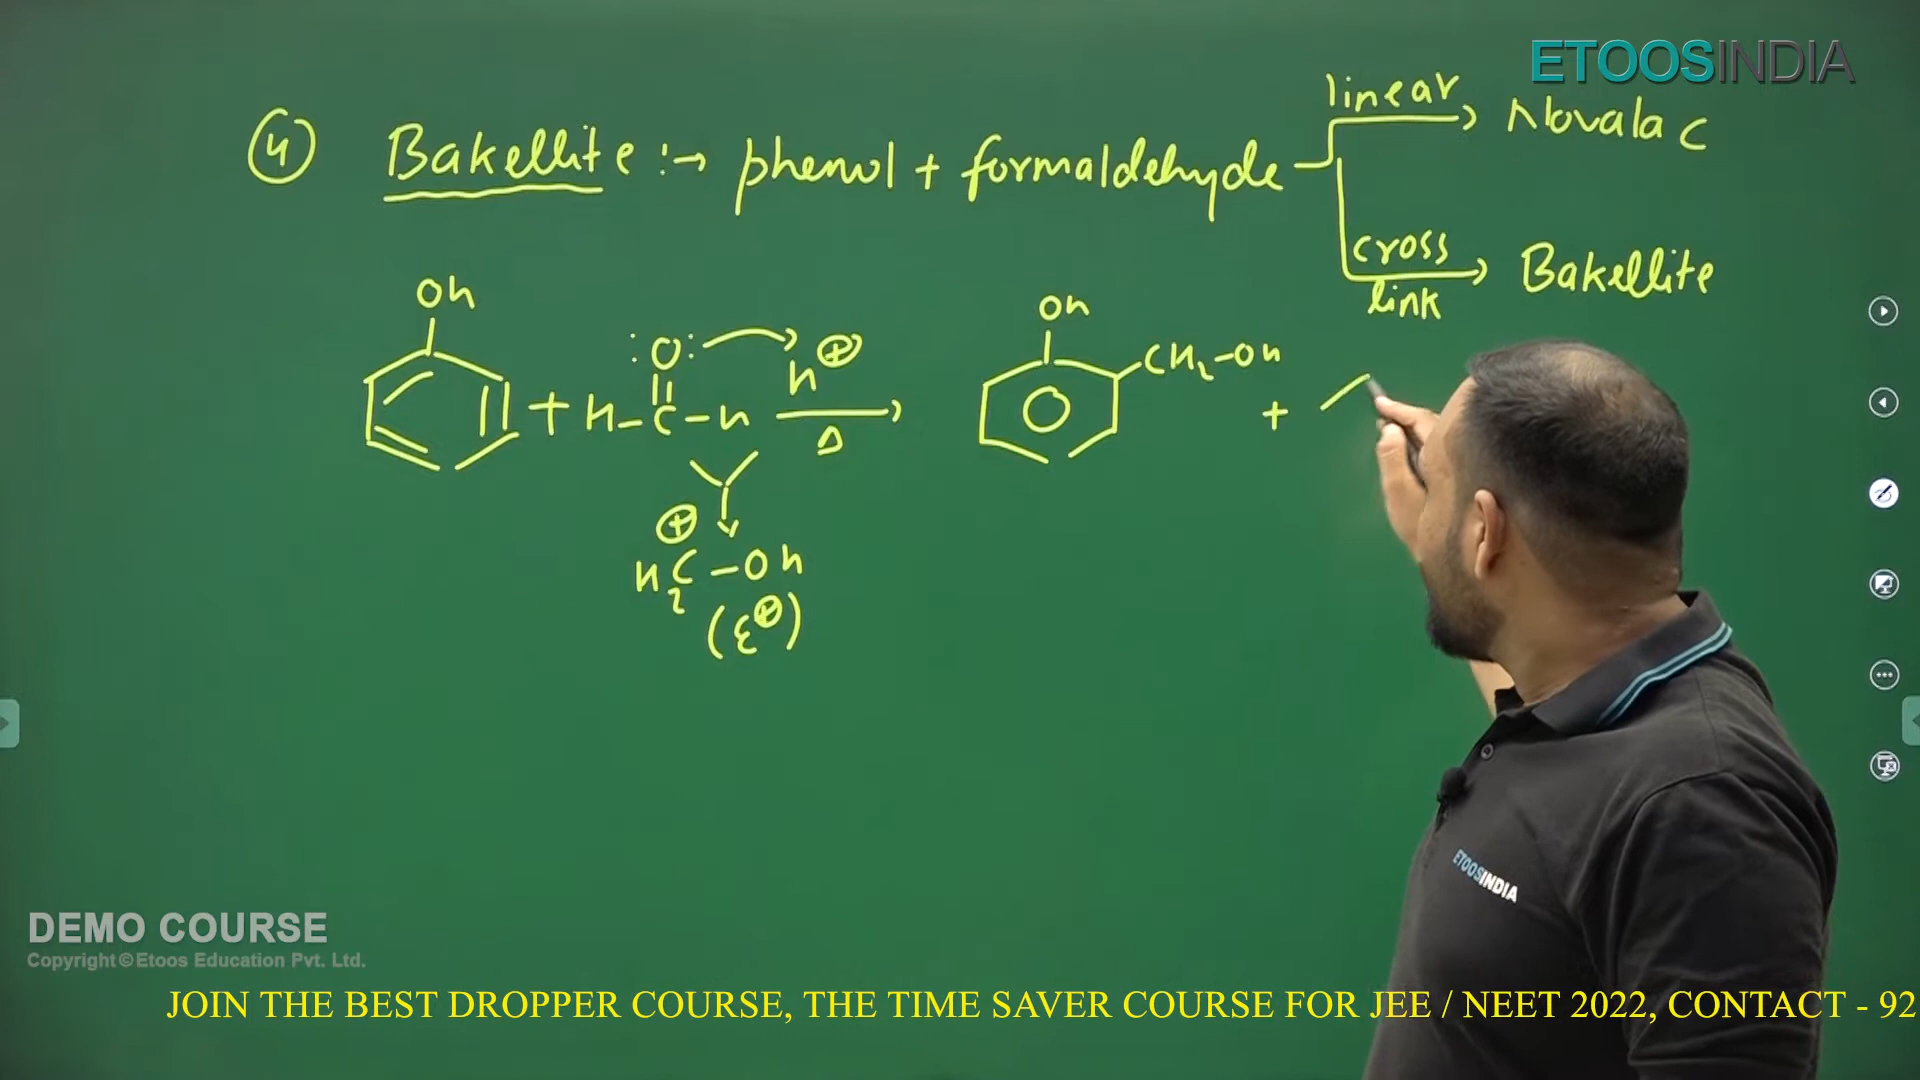 ETOOSINDIA
④ Bakellite :→ phenol + formaldehyde
linear → Novalac
cross link → Bakellite
OH
+ H-C-H
:O:
H⊕
Δ
OH
CH2-OH
+
⊕
H2C-OH
(E⊕)
ETOOSINDIA
DEMO COURSE
Copyright©Etoos Education Pvt. Ltd.
JOIN THE BEST DROPPER COURSE, THE TIME SAVER COURSE FOR JEE / NEET 2022, CONTACT - 92